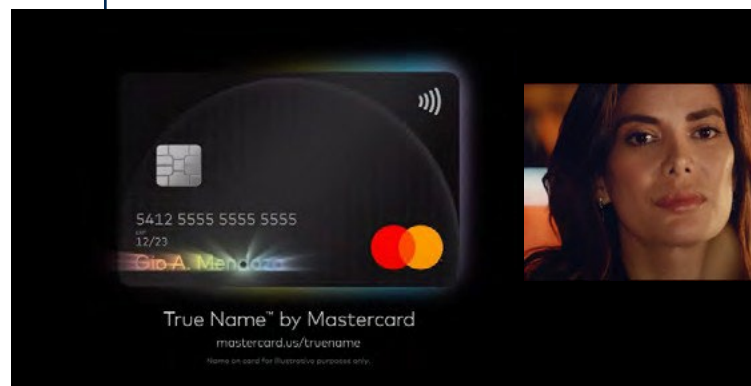 5412 5555 5555 5555
EXP
12/23
Gio A. Mendoza
True Name™ by Mastercard
mastercard.us/truename
Name on card for illustrative purposes only.